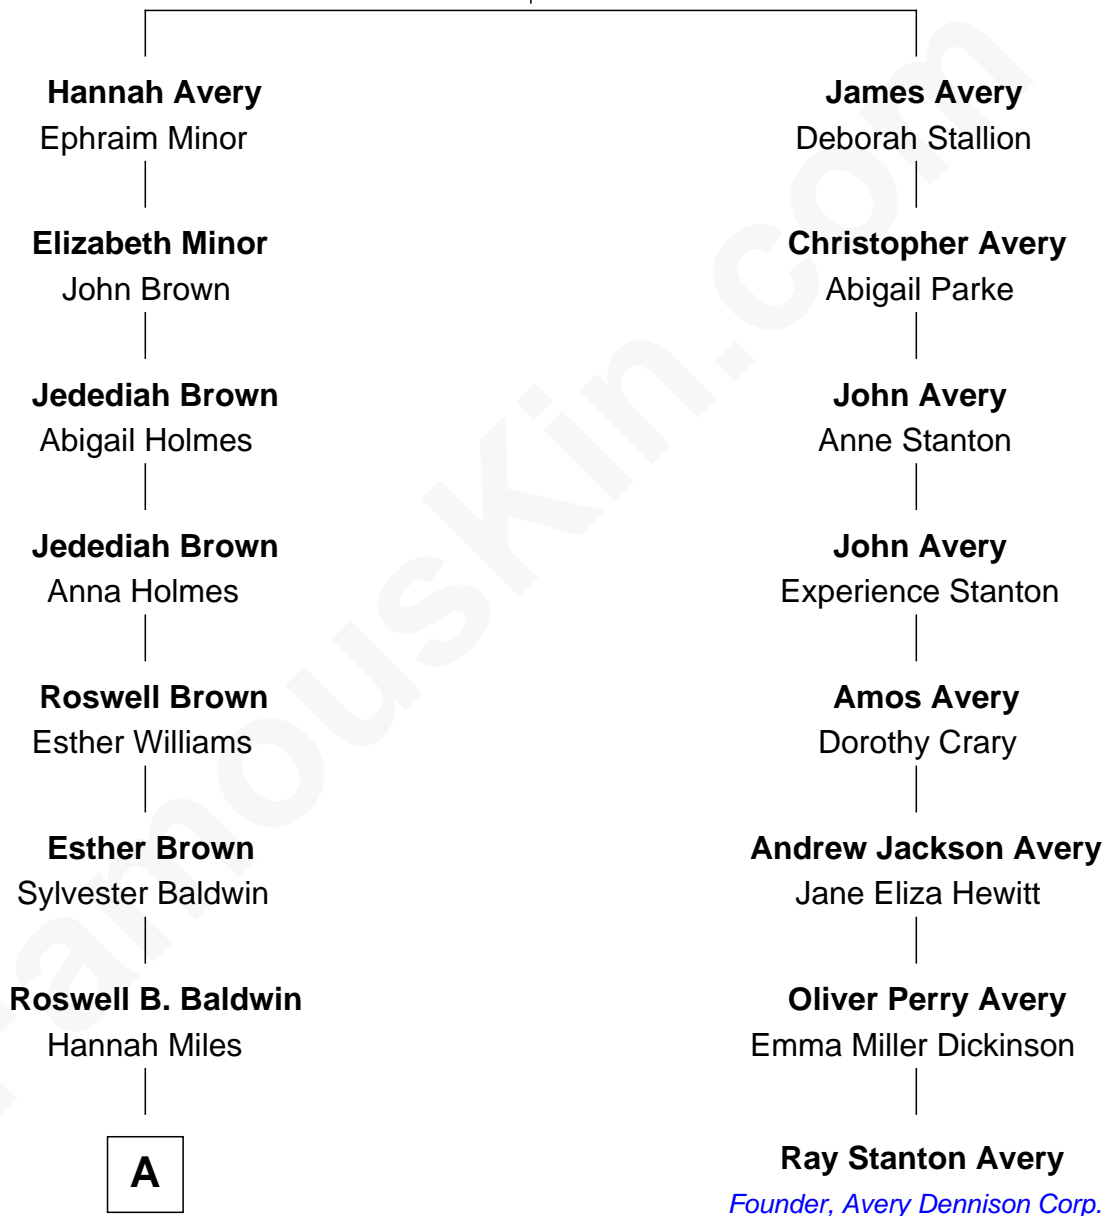 Hannah Avery
Ephraim Minor
Elizabeth Minor
John Brown
Jedediah Brown
Abigail Holmes
Jedediah Brown
Anna Holmes
Roswell Brown
Esther Williams
Esther Brown
Sylvester Baldwin
Roswell B. Baldwin
Hannah Miles
A
James Avery
Deborah Stallion
Christopher Avery
Abigail Parke
John Avery
Anne Stanton
John Avery
Experience Stanton
Amos Avery
Dorothy Crary
Andrew Jackson Avery
Jane Eliza Hewitt
Oliver Perry Avery
Emma Miller Dickinson
Ray Stanton Avery
Founder, Avery Dennison Corp.
FamousKin.com